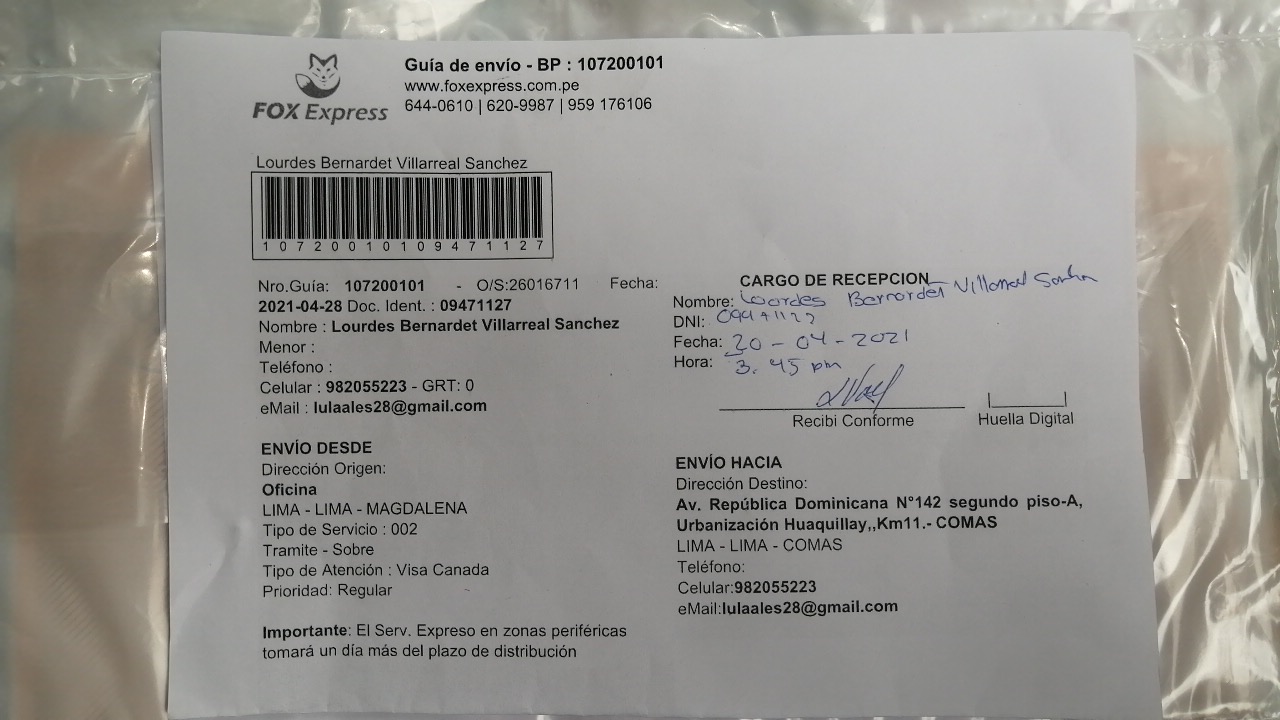 FOX Express
Guía de envío - BP : 107200101
www.foxexpress.com.pe
644-0610 | 620-9987 | 959 176106
Lourdes Bernardet Villarreal Sanchez
10720010109471127
Nro.Guía: 107200101 - O/S:26016711 Fecha:
2021-04-28 Doc. Ident. : 09471127
Nombre : Lourdes Bernardet Villarreal Sanchez
Menor :
Teléfono :
Celular : 982055223 - GRT: 0
eMail : lulaales28@gmail.com
CARGO DE RECEPCION
Nombre: Lourdes Bernardet Villarreal Sanchez
DNI: 09471127
Fecha: 30 - 04 - 2021
Hora: 3. 45 pm
Recibi Conforme Huella Digital
ENVÍO DESDE
Dirección Origen:
Oficina
LIMA - LIMA - MAGDALENA
Tipo de Servicio : 002
Tramite - Sobre
Tipo de Atención : Visa Canada
Prioridad: Regular
Importante: El Serv. Expreso en zonas periféricas
tomará un día más del plazo de distribución
ENVÍO HACIA
Dirección Destino:
Av. República Dominicana N°142 segundo piso-A,
Urbanización Huaquillay,,Km11.- COMAS
LIMA - LIMA - COMAS
Teléfono:
Celular:982055223
eMail:lulaales28@gmail.com